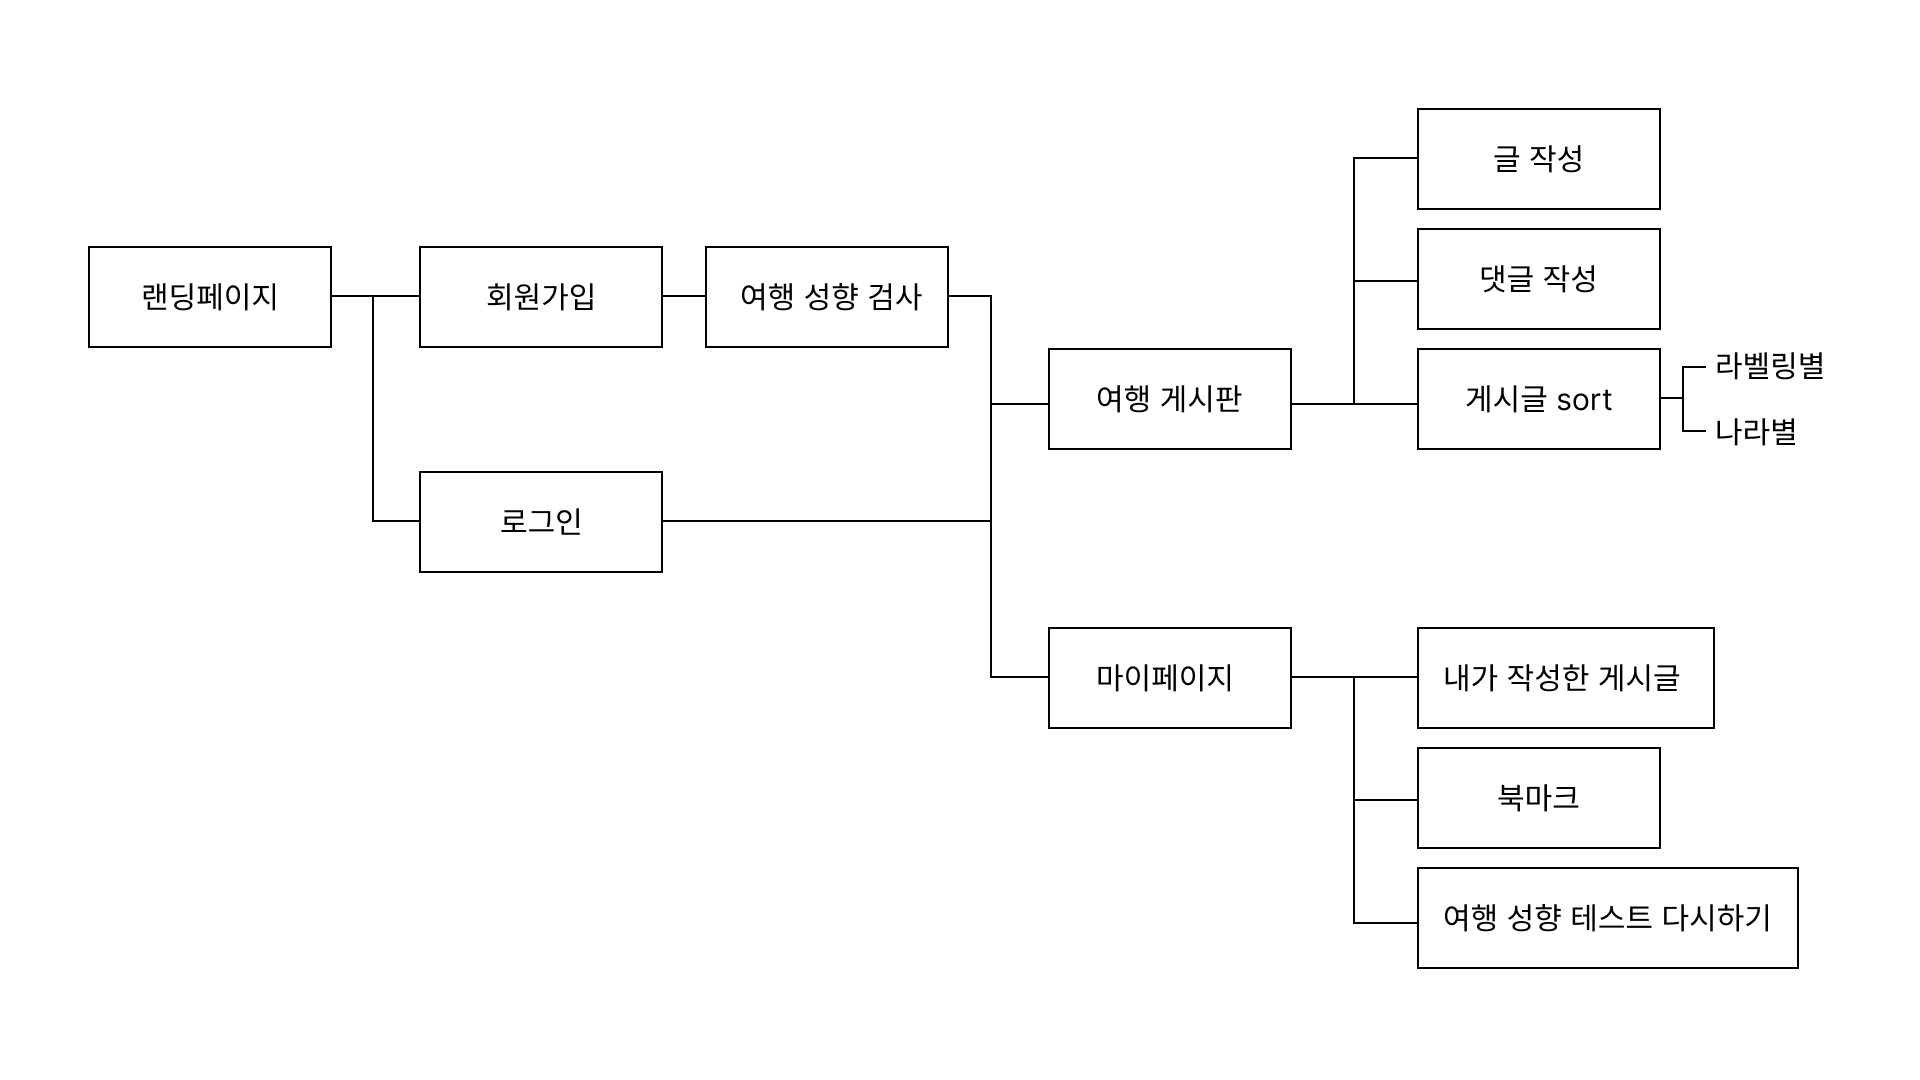 랜딩페이지
회원가입
여행 성향 검사
로그인
여행 게시판
글 작성
댓글 작성
게시글 sort
라벨링별
나라별
마이페이지
내가 작성한 게시글
북마크
여행 성향 테스트 다시하기